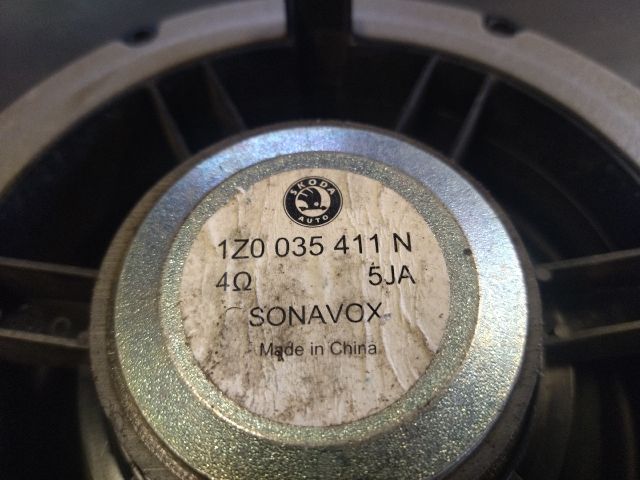 ŠKODA
AUTO
1Z0 035 411 N
4Ω 5JA
SONAVOX
Made in China